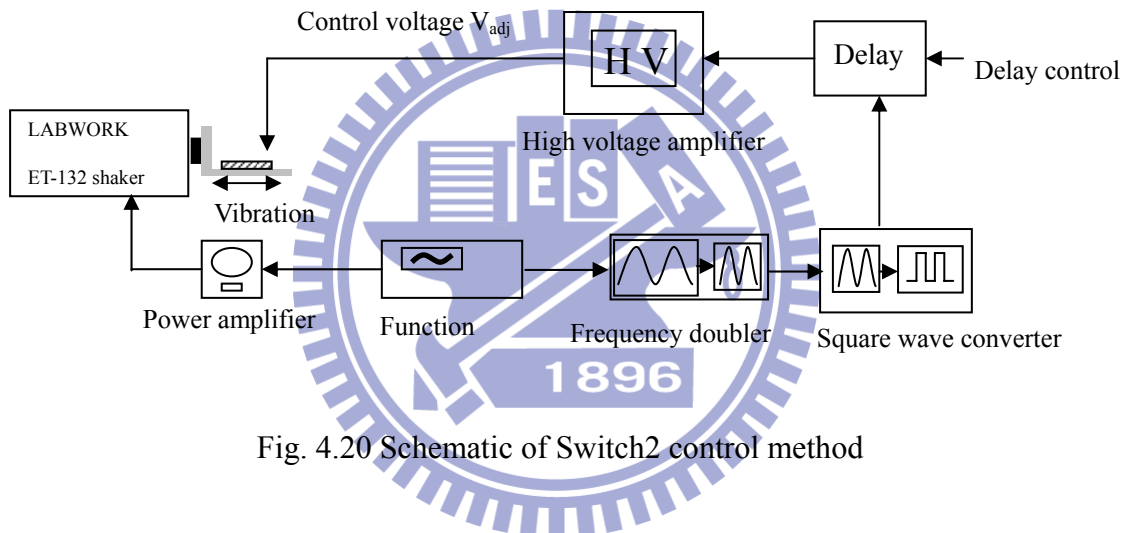 Control voltage Vadj
H V
Delay
Delay control
High voltage amplifier
LABWORK
ET-132 shaker
Vibration
E S A
Power amplifier
Function
Frequency doubler
Square wave converter
1896
Fig. 4.20 Schematic of Switch2 control method